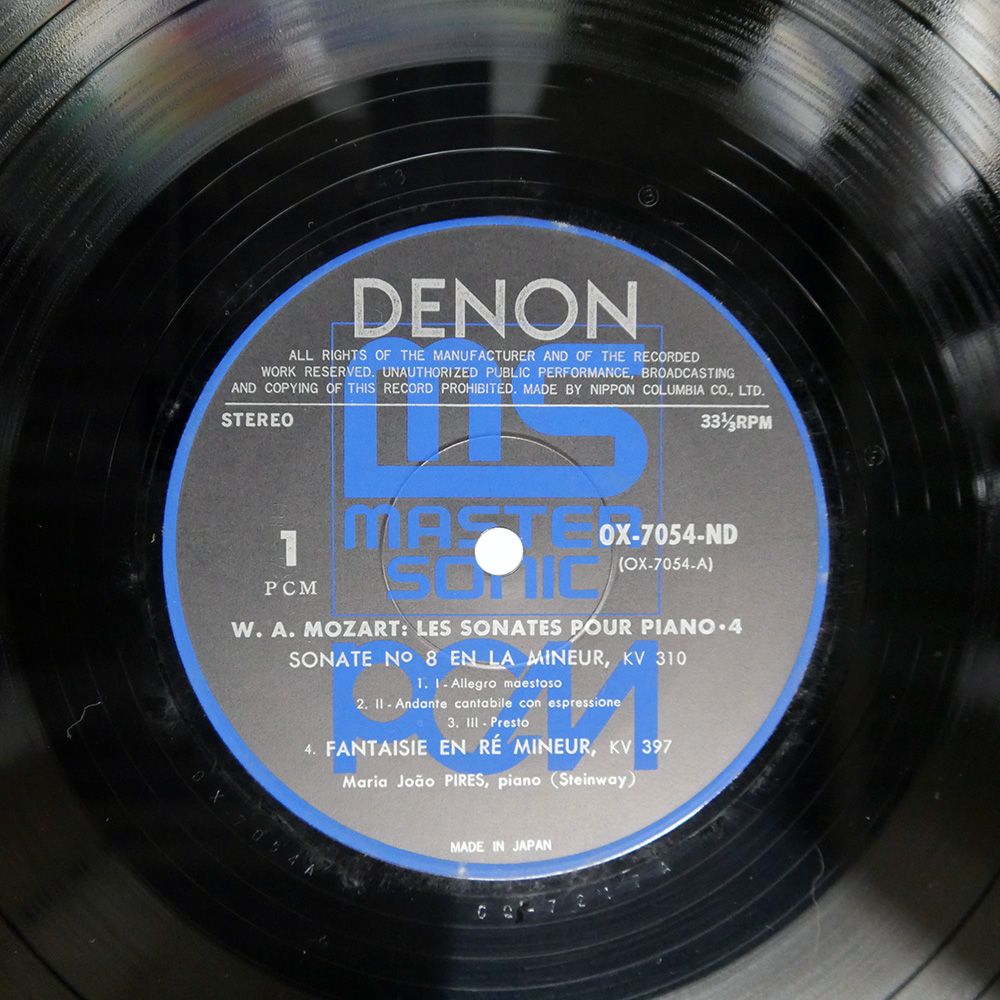 DENON
ALL RIGHTS OF THE MANUFACTURER AND OF THE RECORDED
WORK RESERVED. UNAUTHORIZED PUBLIC PERFORMANCE, BROADCASTING
AND COPYING OF THIS RECORD PROHIBITED. MADE BY NIPPON COLUMBIA CO., LTD.
STEREO 33⅓RPM
MS
MASTER
SONIC
1 OX-7054-ND
PCM (OX-7054-A)
W. A. MOZART: LES SONATES POUR PIANO・4
SONATE No 8 EN LA MINEUR, KV 310
1. I - Allegro maestoso
2. II - Andante cantabile con espressione
3. III - Presto
PCM
4. FANTAISIE EN RÉ MINEUR, KV 397
Maria João PIRES, piano (Steinway)
MADE IN JAPAN
OX-7054A